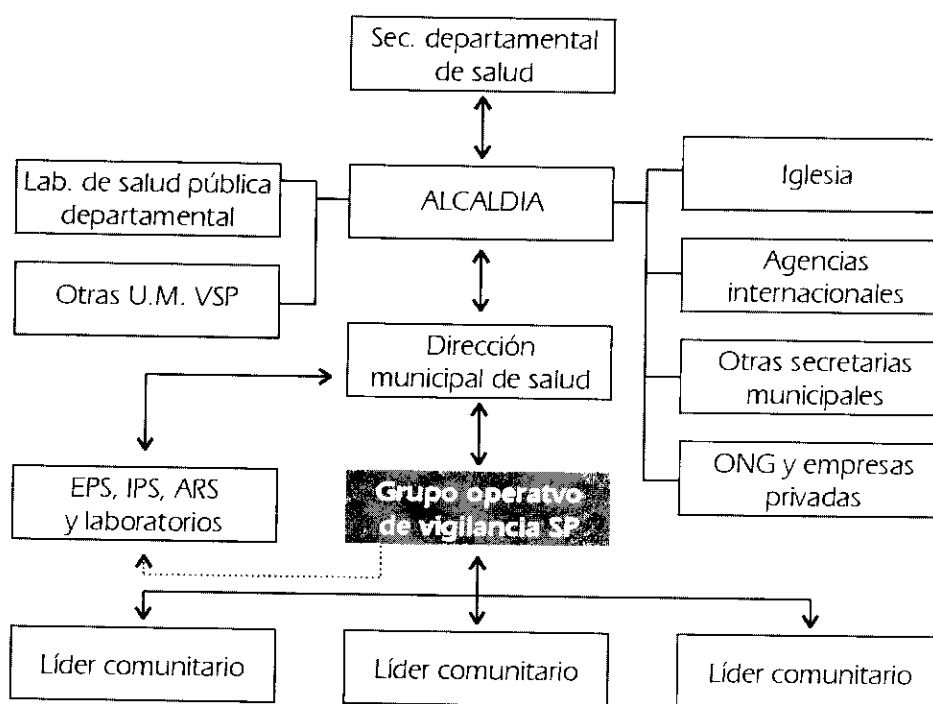 Sec. departamental
de salud
Lab. de salud pública
departamental
ALCALDIA
Iglesia
Otras U.M. VSP
Agencias
internacionales
Dirección
municipal de salud
Otras secretarias
municipales
EPS, IPS, ARS
y laboratorios
Grupo operatvo
de vigilancia SP
ONG y empresas
privadas
Líder comunitario
Líder comunitario
Líder comunitario